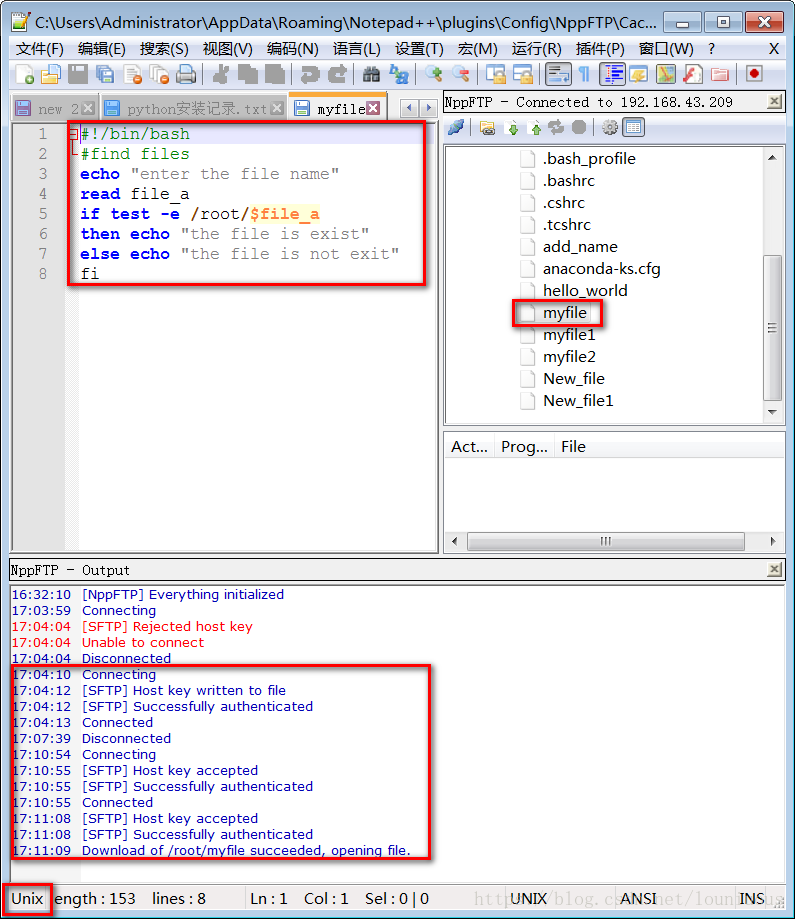 C:\Users\Administrator\AppData\Roaming\Notepad++\plugins\Config\NppFTP\Cac...
文件(F) 编辑(E) 搜索(S) 视图(V) 编码(N) 语言(L) 设置(T) 宏(M) 运行(R) 插件(P) 窗口(W) ? X
new 2 python安装记录.txt myfile
NppFTP - Connected to 192.168.43.209
1 #!/bin/bash
2 #find files
3 echo "enter the file name"
4 read file_a
5 if test -e /root/$file_a
6 then echo "the file is exist"
7 else echo "the file is not exit"
8 fi
.bash_profile
.bashrc
.cshrc
.tcshrc
add_name
anaconda-ks.cfg
hello_world
myfile
myfile1
myfile2
New_file
New_file1
Act... Prog... File
NppFTP - Output
16:32:10 [NppFTP] Everything initialized
17:03:59 Connecting
17:04:04 [SFTP] Rejected host key
17:04:04 Unable to connect
17:04:04 Disconnected
17:04:10 Connecting
17:04:12 [SFTP] Host key written to file
17:04:12 [SFTP] Successfully authenticated
17:04:13 Connected
17:07:39 Disconnected
17:10:54 Connecting
17:10:55 [SFTP] Host key accepted
17:10:55 [SFTP] Successfully authenticated
17:10:55 Connected
17:11:08 [SFTP] Host key accepted
17:11:08 [SFTP] Successfully authenticated
17:11:09 Download of /root/myfile succeeded, opening file.
Unix ength : 153 lines : 8 Ln : 1 Col : 1 Sel : 0 | 0 UNIX ANSI INS